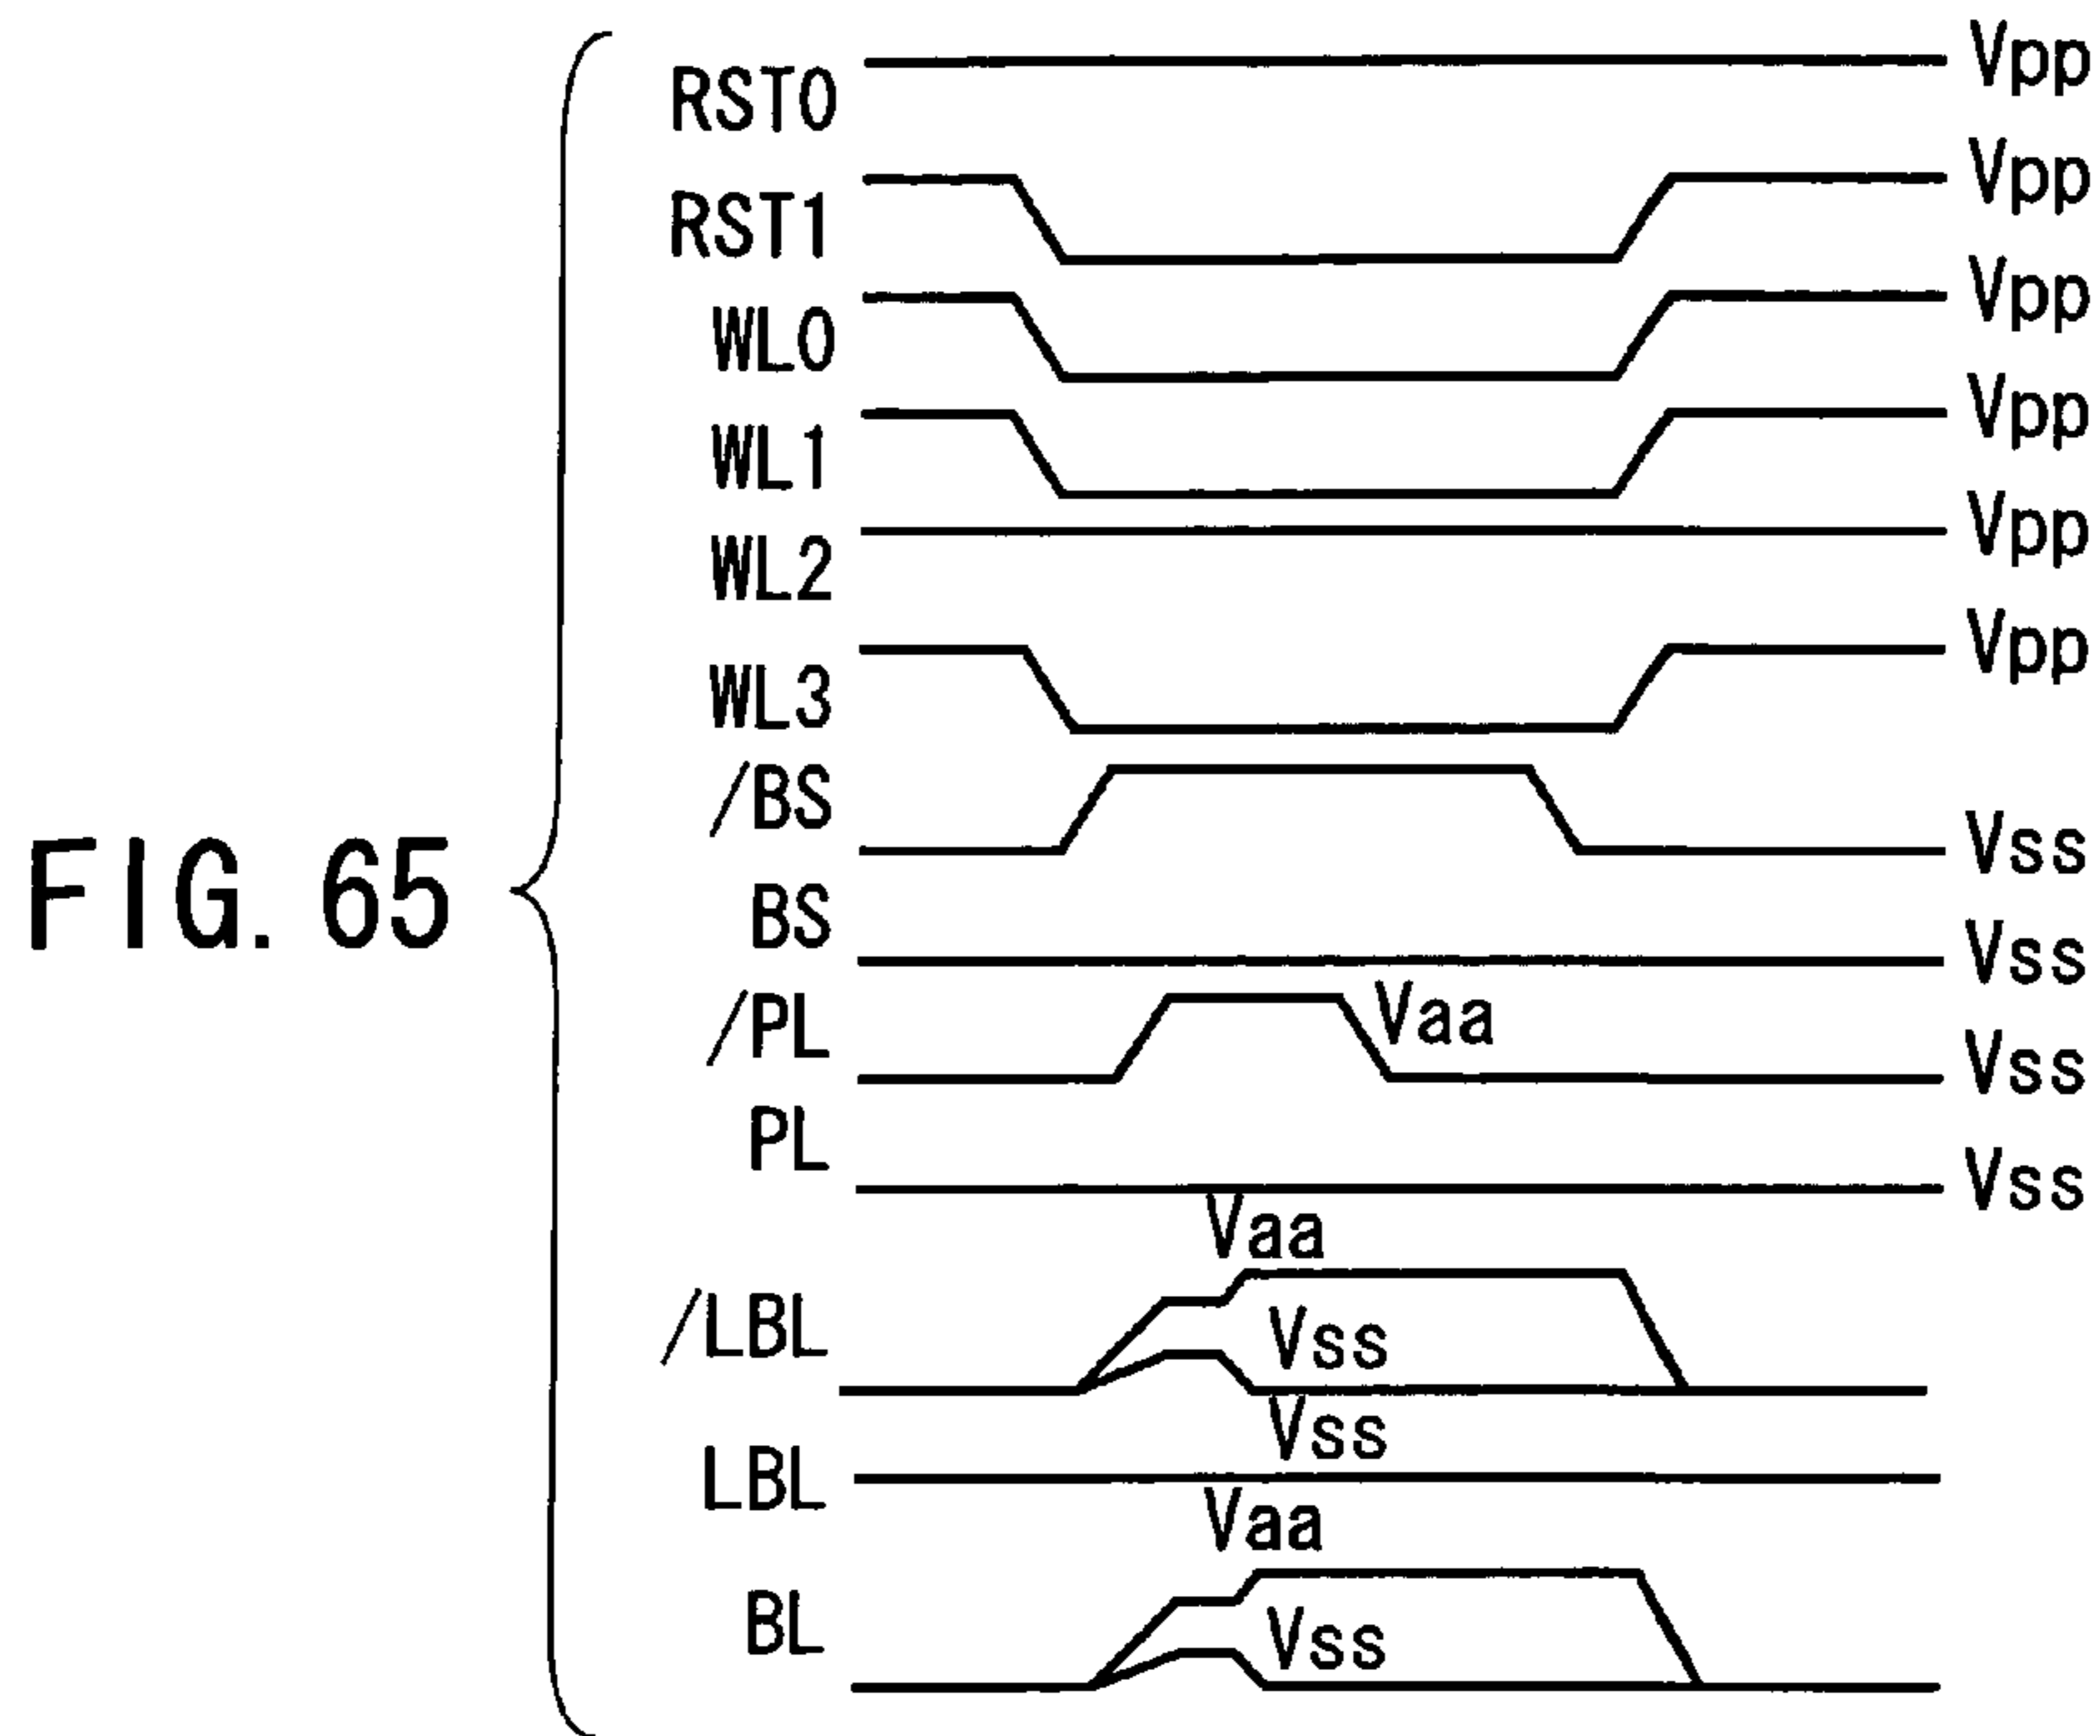 FIG. 65
RST0 Vpp
RST1 Vpp
WL0 Vpp
WL1 Vpp
WL2 Vpp
WL3 Vpp
/BS Vss
BS Vss
/PL Vaa Vss
PL Vss
Vaa
/LBL Vss
Vss
LBL
Vaa
BL Vss